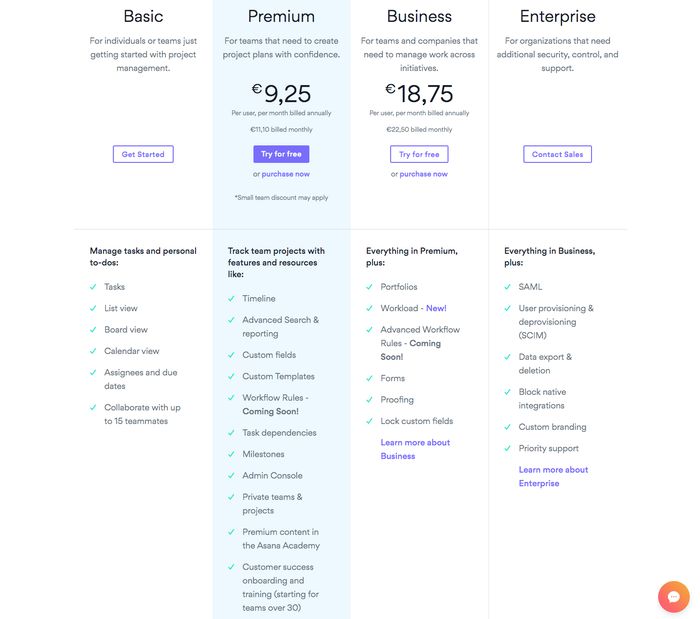 Basic
For individuals or teams just
getting started with project
management.
Get Started
Manage tasks and personal
to-dos:
Tasks
List view
Board view
Calendar view
Assignees and due
dates
Collaborate with up
to 15 teammates
Premium
For teams that need to create
project plans with confidence.
€9,25
Per user, per month billed annually
€11,10 billed monthly
Try for free
or purchase now
*Small team discount may apply
Track team projects with
features and resources
like:
Timeline
Advanced Search &
reporting
Custom fields
Custom Templates
Workflow Rules -
Coming Soon!
Task dependencies
Milestones
Admin Console
Private teams &
projects
Premium content in
the Asana Academy
Customer success
onboarding and
training (starting for
teams over 30)
Business
For teams and companies that
need to manage work across
initiatives.
€18,75
Per user, per month billed annually
€22,50 billed monthly
Try for free
or purchase now
Everything in Premium,
plus:
Portfolios
Workload - New!
Advanced Workflow
Rules - Coming
Soon!
Forms
Proofing
Lock custom fields
Learn more about
Business
Enterprise
For organizations that need
additional security, control, and
support.
Contact Sales
Everything in Business,
plus:
SAML
User provisioning &
deprovisioning
(SCIM)
Data export &
deletion
Block native
integrations
Custom branding
Priority support
Learn more about
Enterprise